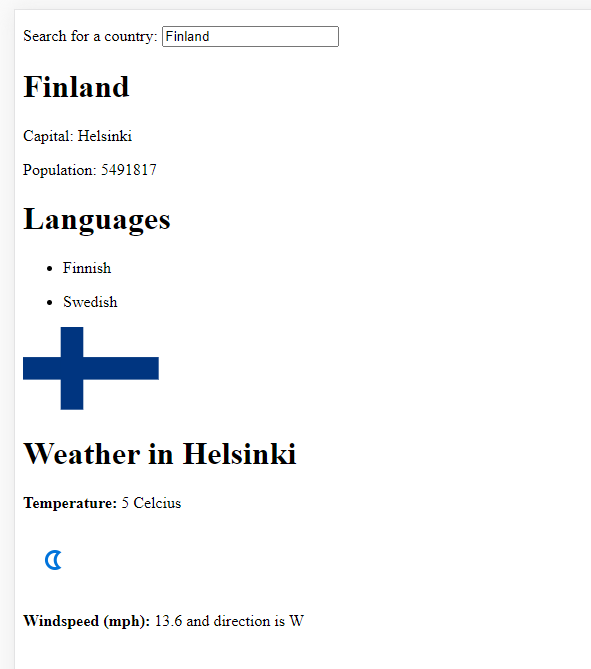 Search for a country: Finland
Finland
Capital: Helsinki
Population: 5491817
Languages
Finnish
Swedish
Weather in Helsinki
Temperature: 5 Celcius
Windspeed (mph): 13.6 and direction is W